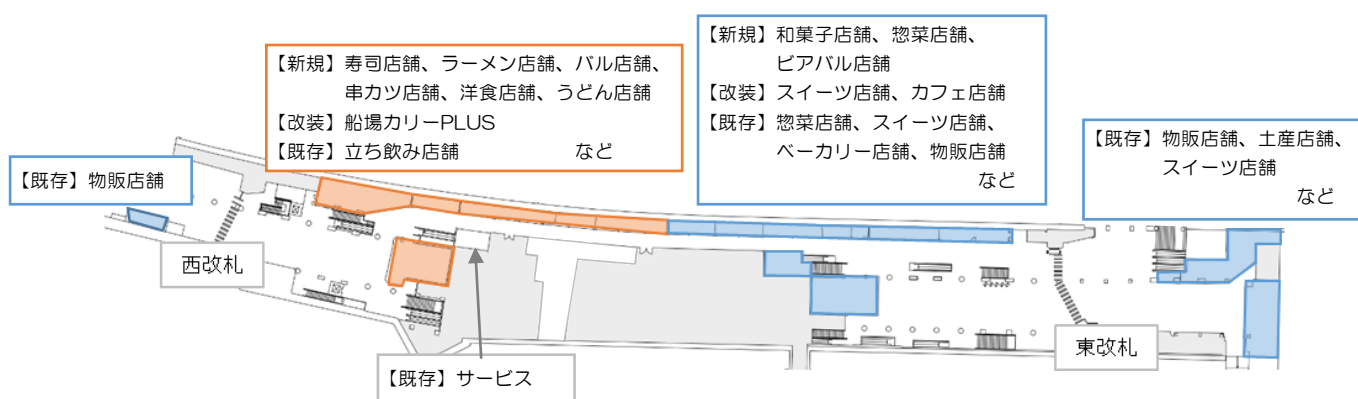 【新規】寿司店舗、ラーメン店舗、バル店舗、
串カツ店舗、洋食店舗、うどん店舗
【改装】船場カリーPLUS
【既存】立ち飲み店舗 など
【新規】和菓子店舗、惣菜店舗、
ビアバル店舗
【改装】スイーツ店舗、カフェ店舗
【既存】惣菜店舗、スイーツ店舗、
ベーカリー店舗、物販店舗
など
【既存】物販店舗、土産店舗、
スイーツ店舗
など
【既存】物販店舗
西改札
東改札
【既存】サービス